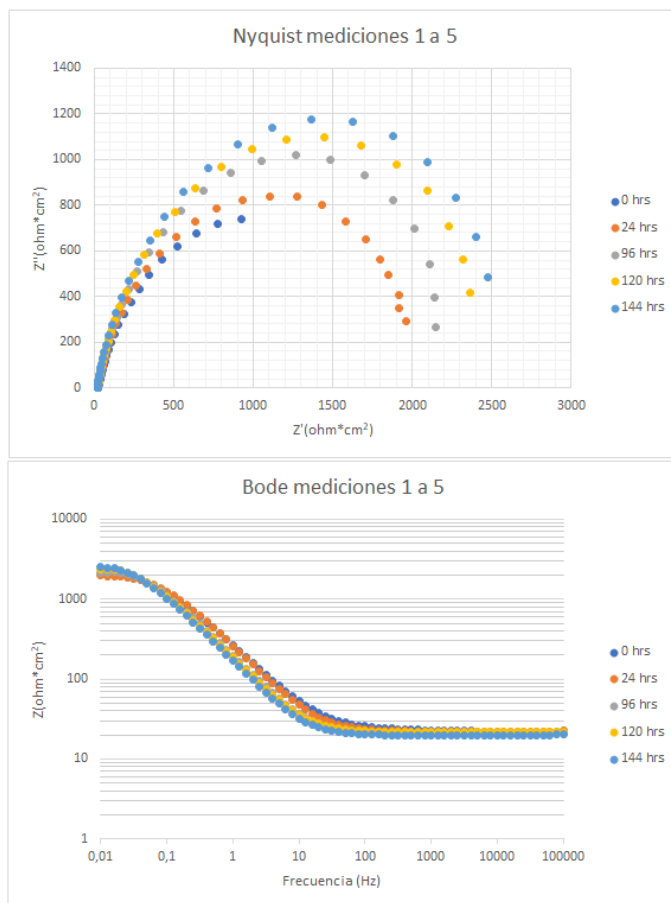 Nyquist mediciones 1 a 5
1400
1200
1000
800
600
400
200
0
Z''(ohm*cm²)
0 500 1000 1500 2000 2500 3000
Z'(ohm*cm²)
0 hrs
24 hrs
96 hrs
120 hrs
144 hrs
Bode mediciones 1 a 5
10000
1000
100
10
1
Z(ohm*cm²)
0,01 0,1 1 10 100 1000 10000 100000
Frecuencia (Hz)
0 hrs
24 hrs
96 hrs
120 hrs
144 hrs